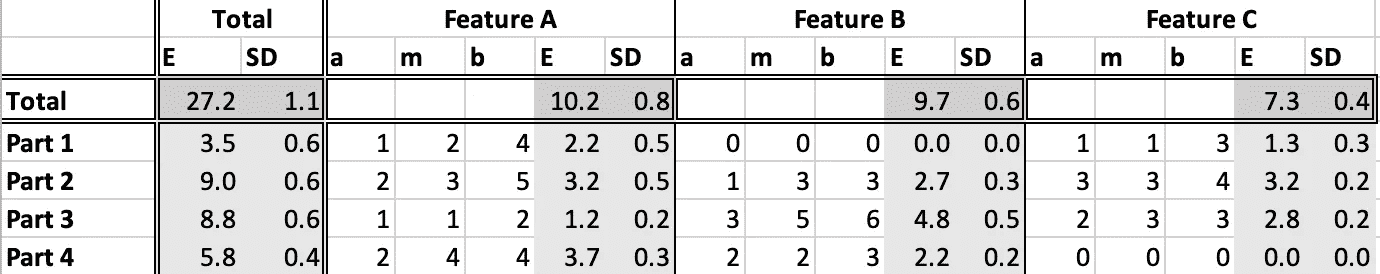 Total Feature A Feature B Feature C
E SD a m b E SD a m b E SD a m b E SD
Total 27.2 1.1 10.2 0.8 9.7 0.6 7.3 0.4
Part 1 3.5 0.6 1 2 4 2.2 0.5 0 0 0 0.0 0.0 1 1 3 1.3 0.3
Part 2 9.0 0.6 2 3 5 3.2 0.5 1 3 3 2.7 0.3 3 3 4 3.2 0.2
Part 3 8.8 0.6 1 1 2 1.2 0.2 3 5 6 4.8 0.5 2 3 3 2.8 0.2
Part 4 5.8 0.4 2 4 4 3.7 0.3 2 2 3 2.2 0.2 0 0 0 0.0 0.0